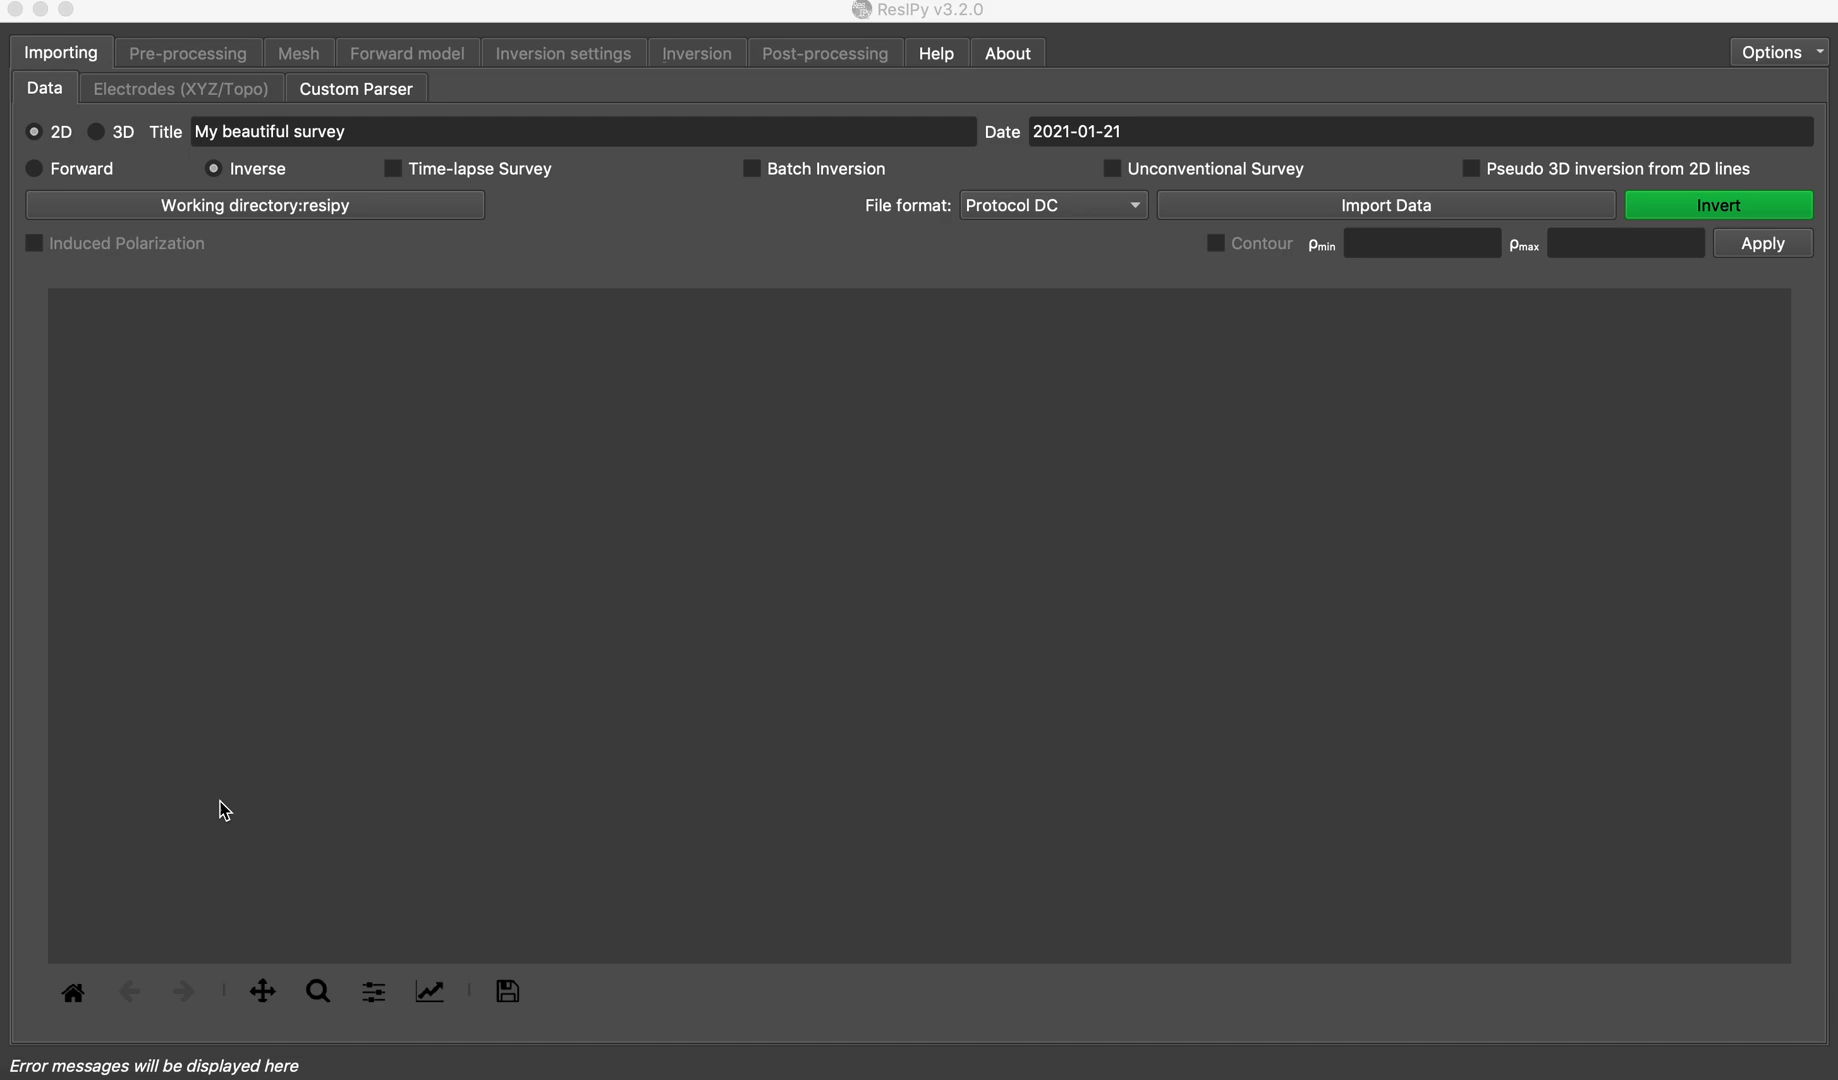 ResIPy v3.2.0
Importing Pre-processing Mesh Forward model Inversion settings Inversion Post-processing Help About Options
Data Electrodes (XYZ/Topo) Custom Parser
2D 3D Title My beautiful survey Date 2021-01-21
Forward Inverse Time-lapse Survey Batch Inversion Unconventional Survey Pseudo 3D inversion from 2D lines
Working directory:resipy File format: Protocol DC Import Data Invert
Induced Polarization Contour ρmin ρmax Apply
Error messages will be displayed here